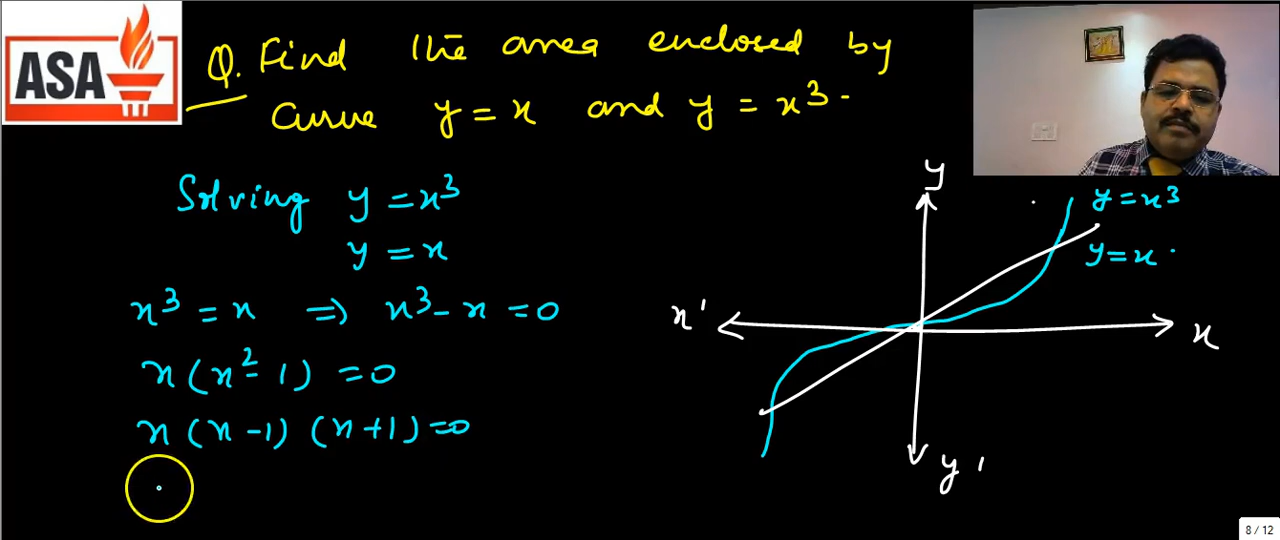 ASA
Q. Find the area enclosed by
curve y = x and y = x³.
Solving y = x³
y = x
x³ = x ⇒ x³ - x = 0
x(x² - 1) = 0
x(x - 1)(x + 1) = 0
y
y = x³
y = x.
x'
x
y'
8 / 12